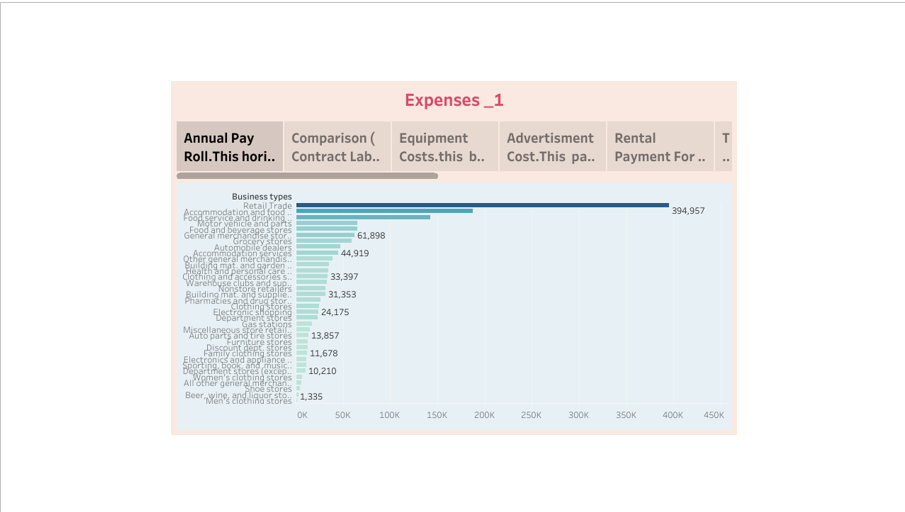 Expenses _1
Annual Pay
Roll.This hori..
Comparison (
Contract Lab..
Equipment
Costs.this b..
Advertisment
Cost.This pa..
Rental
Payment For ..
T
..
Business types
Retail Trade
394,957
Accommodation and food ..
Food service and drinking ..
Motor vehicle and parts
Food and beverage stores
General merchandise stor..
61,898
Grocery stores
Automobile dealers
Accommodation services
44,919
Other general merchandis..
Building mat. and garden ..
Health and personal care ..
Clothing and accessories s..
33,397
Warehouse clubs and sup..
Nonstore retailers
Building mat. and supplie..
31,353
Pharmacies and drug stor..
Clothing stores
Electronic shopping
24,175
Department stores
Gas stations
Miscellaneous store retail..
Auto parts and tire stores
13,857
Furniture stores
Discount dept. stores
Family clothing stores
11,678
Electronics and appliance ..
Sporting, book, and ,music..
Department stores (excep..
10,210
Women's clothing stores
All other general merchan..
Shoe stores
Beer, wine, and liquor sto..
1,335
Men's clothing stores
0K 50K 100K 150K 200K 250K 300K 350K 400K 450K